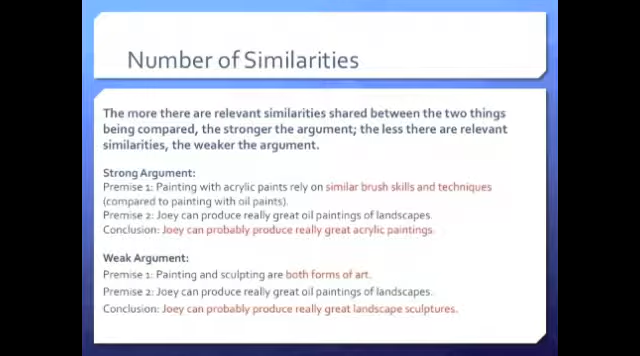 Number of Similarities
The more there are relevant similarities shared between the two things
being compared, the stronger the argument; the less there are relevant
similarities, the weaker the argument.
Strong Argument:
Premise 1: Painting with acrylic paints rely on similar brush skills and techniques
(compared to painting with oil paints).
Premise 2: Joey can produce really great oil paintings of landscapes.
Conclusion: Joey can probably produce really great acrylic paintings.
Weak Argument:
Premise 1: Painting and sculpting are both forms of art.
Premise 2: Joey can produce really great oil paintings of landscapes.
Conclusion: Joey can probably produce really great landscape sculptures.